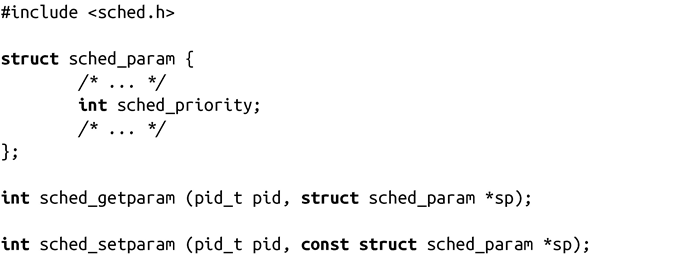 #include <sched.h>
struct sched_param {
        /* ... */
        int sched_priority;
        /* ... */
};
int sched_getparam (pid_t pid, struct sched_param *sp);
int sched_setparam (pid_t pid, const struct sched_param *sp);